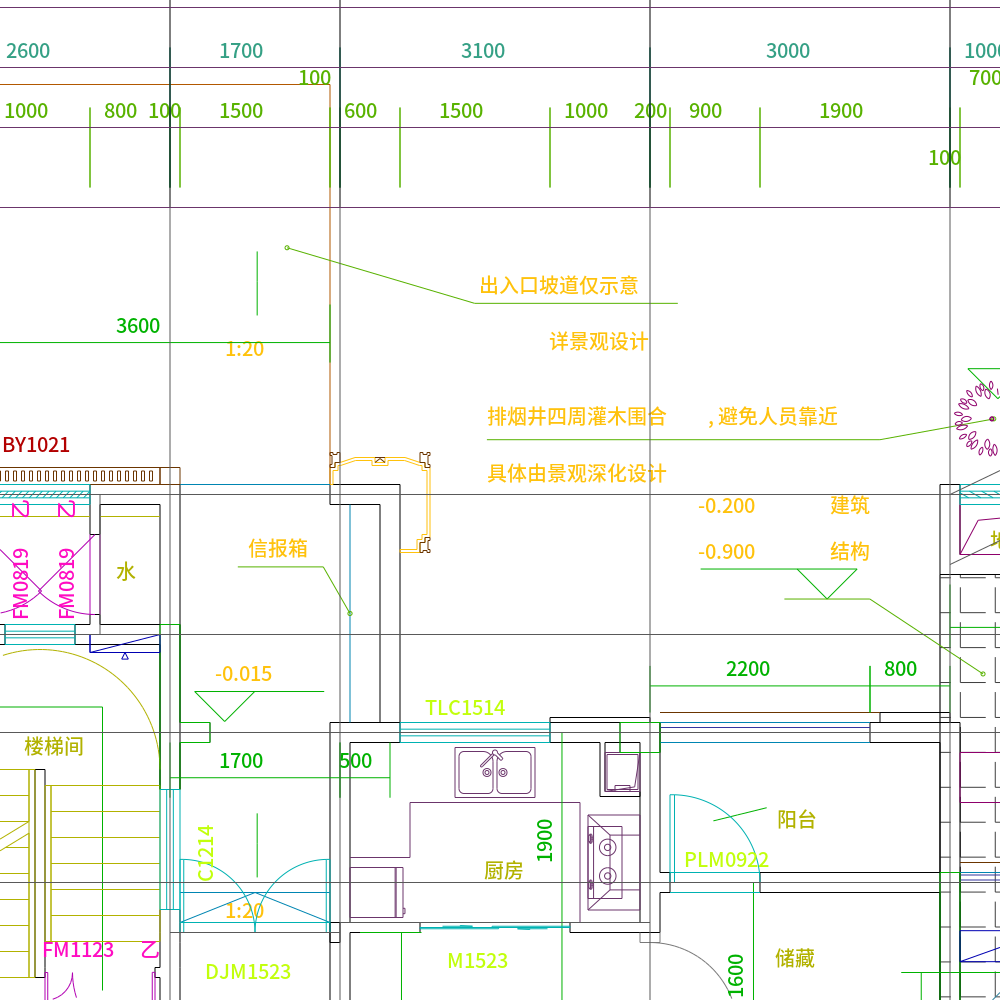 2600 1700 3100 3000 1000
100 700
1000 800 100 1500 600 1500 1000 200 900 1900
100
出入口坡道仅示意
3600
1:20 详景观设计
排烟井四周灌木围合 , 避免人员靠近
BY1021
具体由景观深化设计
-0.200 建筑
乙 乙
信报箱 -0.900 结构
水
FM0819 FM0819
-0.015 2200 800
TLC1514
楼梯间
1700 500
阳台
1900
C1214
厨房 PLM0922
1:20
FM1123 乙
DJM1523 M1523 储藏
1600